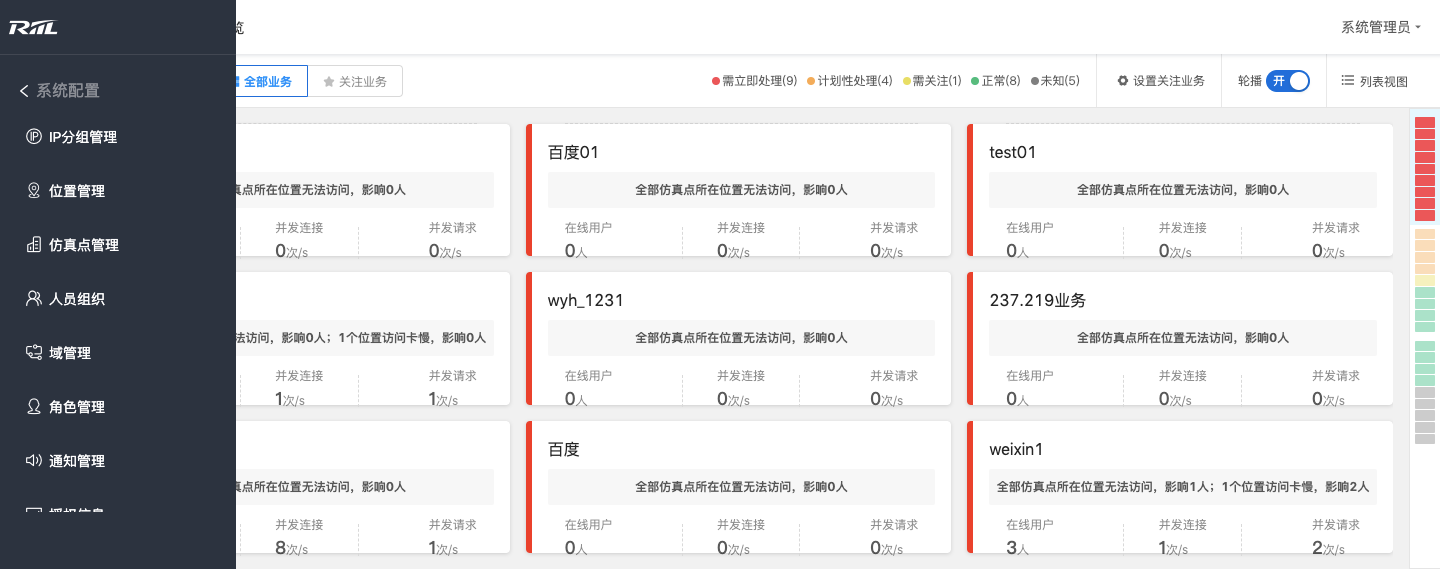 RIIL
览
系统管理员
系统配置
IP分组管理
位置管理
仿真点管理
人员组织
域管理
角色管理
通知管理
授权信息
全部业务
关注业务
需立即处理(9) 计划性处理(4) 需关注(1) 正常(8) 未知(5)
设置关注业务
轮播 开
列表视图
真点所在位置无法访问，影响0人
并发连接 并发请求
0次/s 0次/s
百度01
全部仿真点所在位置无法访问，影响0人
在线用户 并发连接 并发请求
0人 0次/s 0次/s
test01
全部仿真点所在位置无法访问，影响0人
在线用户 并发连接 并发请求
0人 0次/s 0次/s
法访问，影响0人；1个位置访问卡慢，影响0人
并发连接 并发请求
1次/s 1次/s
wyh_1231
全部仿真点所在位置无法访问，影响0人
在线用户 并发连接 并发请求
0人 0次/s 0次/s
237.219业务
全部仿真点所在位置无法访问，影响0人
在线用户 并发连接 并发请求
0人 0次/s 0次/s
真点所在位置无法访问，影响0人
并发连接 并发请求
8次/s 1次/s
百度
全部仿真点所在位置无法访问，影响0人
在线用户 并发连接 并发请求
0人 0次/s 0次/s
weixin1
全部仿真点所在位置无法访问，影响1人；1个位置访问卡慢，影响2人
在线用户 并发连接 并发请求
3人 1次/s 2次/s